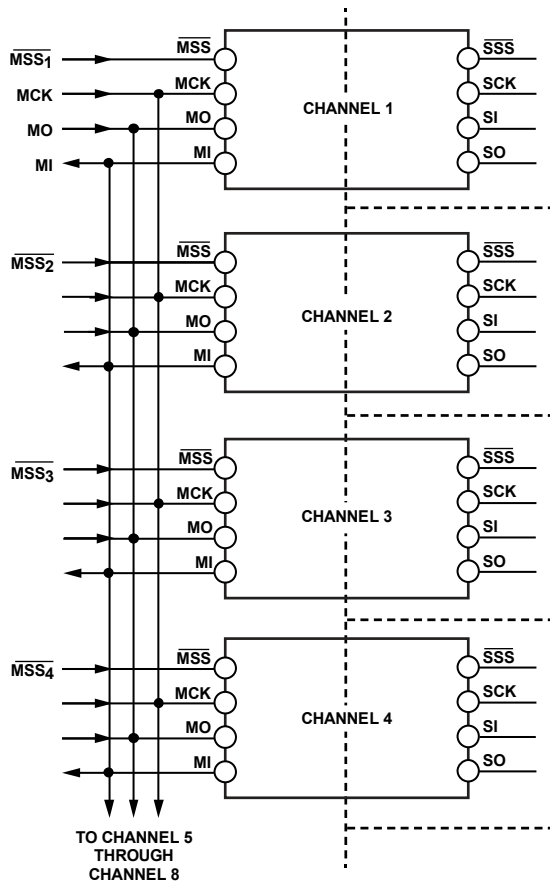 MSS SSS
MSS1
MCK SCK
MCK
CHANNEL 1
MO SI
MO
MI SO
MI
MSS SSS
MSS2
MCK SCK
CHANNEL 2
MO SI
MI SO
MSS SSS
MSS3
MCK SCK
CHANNEL 3
MO SI
MI SO
MSS SSS
MSS4
MCK SCK
CHANNEL 4
MO SI
MI SO
TO CHANNEL 5
THROUGH
CHANNEL 8